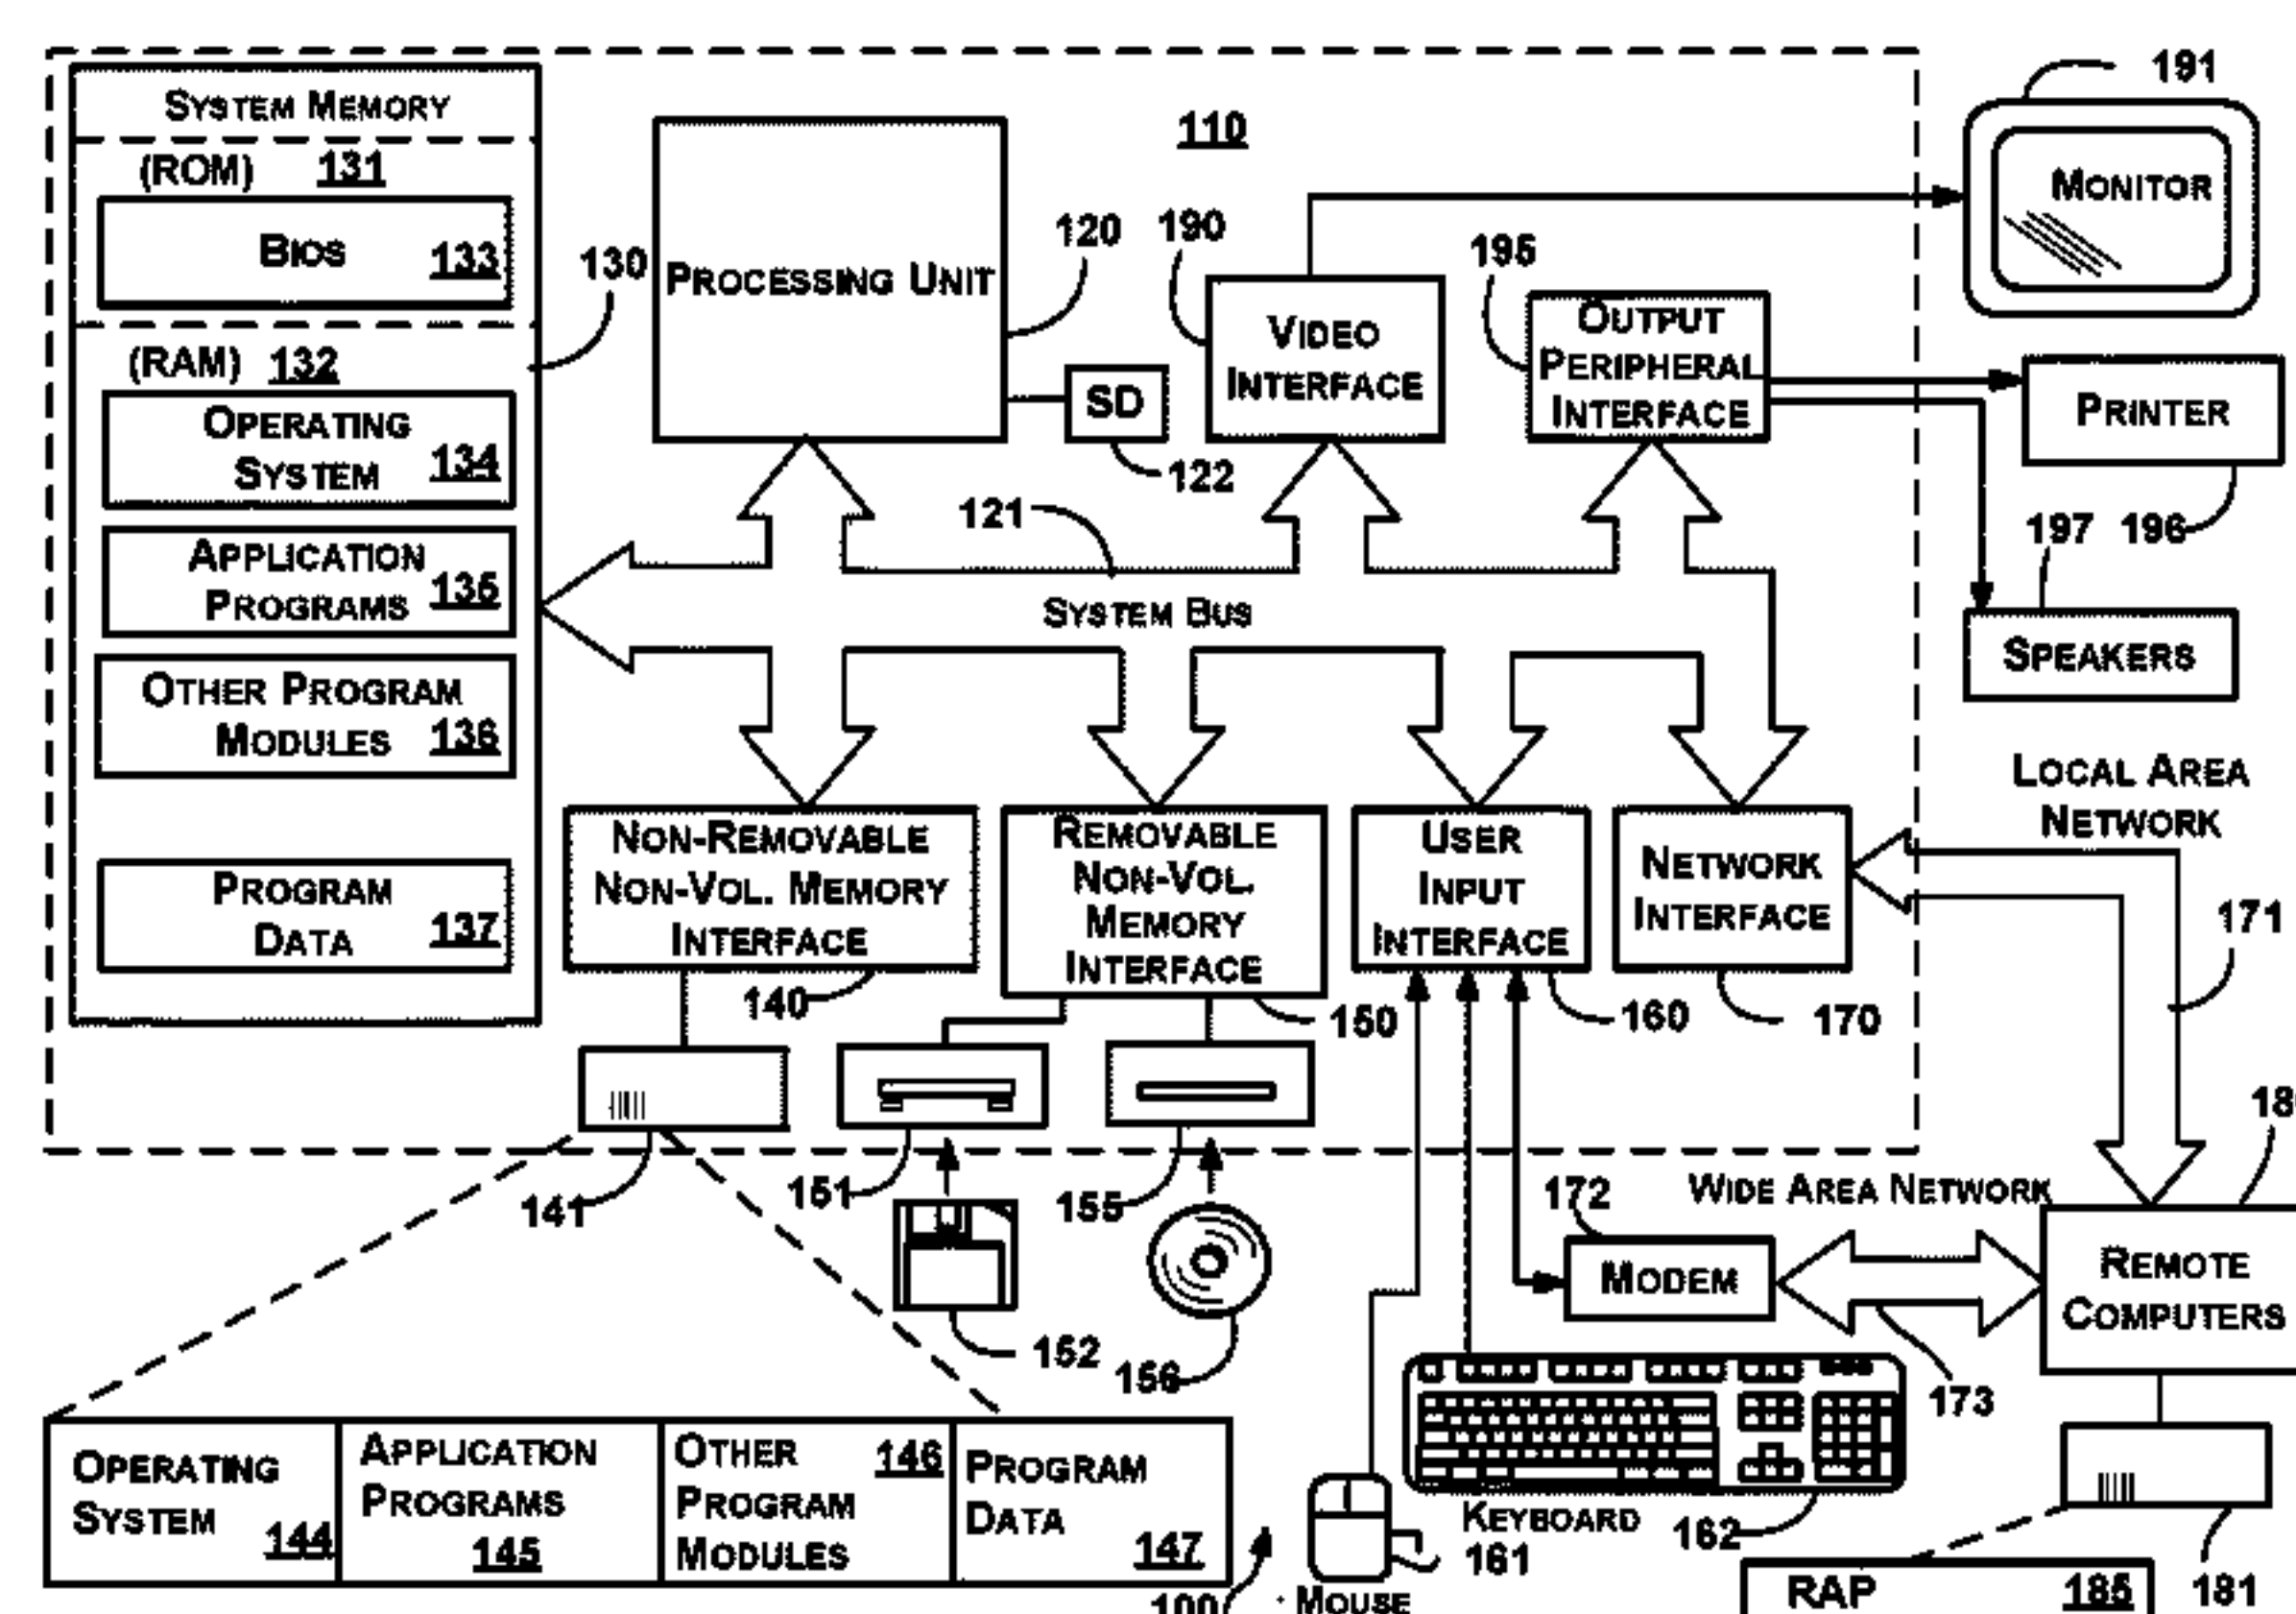 SYSTEM MEMORY
(ROM) 131
BIOS 133
(RAM) 132
OPERATING
SYSTEM 134
APPLICATION
PROGRAMS 135
OTHER PROGRAM
MODULES 136
PROGRAM
DATA 137
130
PROCESSING UNIT
120
SD
122
110
190
VIDEO
INTERFACE
195
OUTPUT
PERIPHERAL
INTERFACE
191
MONITOR
PRINTER
197 196
SPEAKERS
121
SYSTEM BUS
NON-REMOVABLE
NON-VOL. MEMORY
INTERFACE
140
REMOVABLE
NON-VOL.
MEMORY
INTERFACE
150
USER
INPUT
INTERFACE
160
NETWORK
INTERFACE
170
LOCAL AREA
NETWORK
171
141
151
155
152
156
172
WIDE AREA NETWORK
MODEM
173
REMOTE
COMPUTERS
OPERATING
SYSTEM 144
APPLICATION
PROGRAMS
145
OTHER 146
PROGRAM
MODULES
PROGRAM
DATA
147
100
MOUSE
KEYBOARD
161
162
181
RAP 185